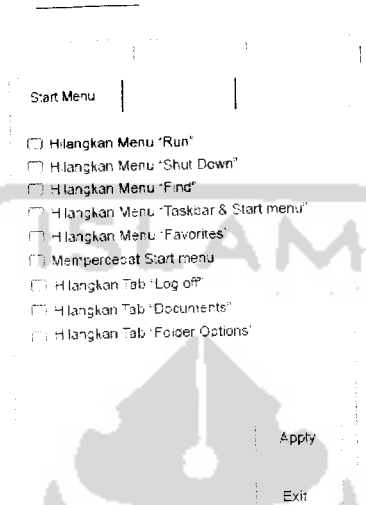 Start Menu
Hilangkan Menu "Run"
Hilangkan Menu "Shut Down"
Hilangkan Menu "Find"
Hilangkan Menu "Taskbar & Start menu"
Hilangkan Menu "Favorites"
Mempercepat Start menu
Hilangkan Tab "Log off"
Hilangkan Tab "Documents"
Hilangkan Tab "Folder Options"
ISLAM
Apply
Exit